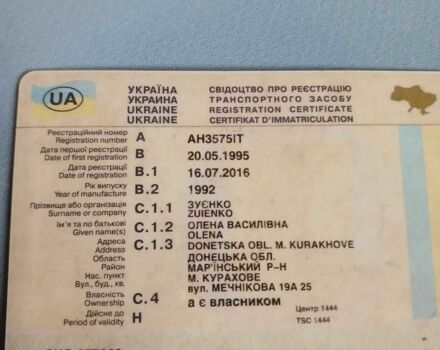 UA
УКРАЇНА СВІДОЦТВО ПРО РЕЄСТРАЦІЮ
УКРАИНА ТРАНСПОРТНОГО ЗАСОБУ
UKRAINE REGISTRATION CERTIFICATE
UKRAINE CERTIFIKAT D'IMMATRICULATION
Реєстраційний номер
Registration number A AH3575IT
Дата першої реєстрації
Date of first registration B 20.05.1995
Дата реєстрації
Date of registration B.1 16.07.2016
Рік випуску
Year of manufacture B.2 1992
Прізвище або організація C.1.1 ЗУЄНКО
Surname or company ZUIENKO
Ім'я та по батькові C.1.2 ОЛЕНА ВАСИЛІВНА
Given name(s) OLENA
Адреса C.1.3 DONETSKA OBL. M. KURAKHOVE
Address
Область ДОНЕЦЬКА ОБЛ.
Район МАР'ЇНСЬКИЙ Р-Н
Нас. пункт М. КУРАХОВЕ
Вул., буд., кв. вул. МЕЧНІКОВА 19А 25
Власність
Ownership C.4 а є власником Центр 1444
Дійсне до
Period of validity H TSC 1444